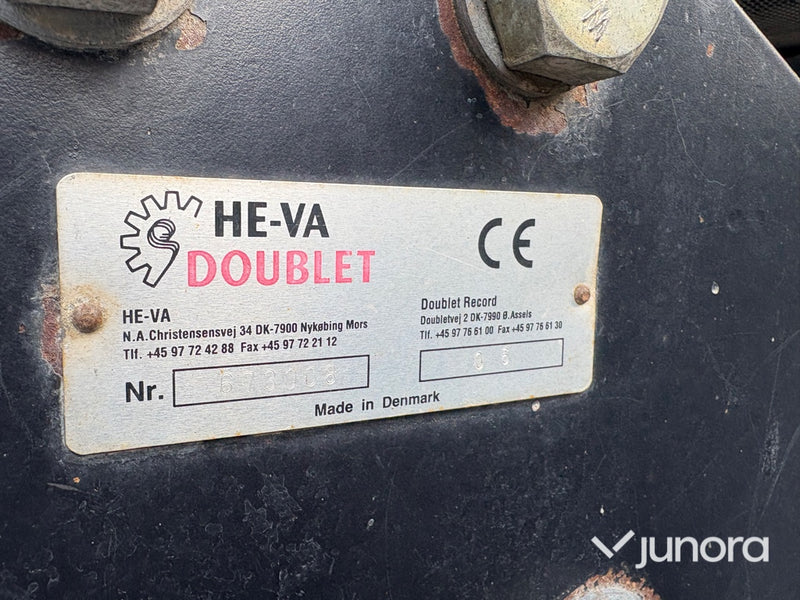 HE-VA
DOUBLET
CE
HE-VA
N.A.Christensensvej 34 DK-7900 Nykøbing Mors
Tlf. +45 97 72 42 88 Fax +45 97 72 21 12
Doublet Record
Doubletvej 2 DK-7990 Ø.Assels
Tlf. +45 97 76 61 00 Fax +45 97 76 61 30
Nr.
Made in Denmark
junora